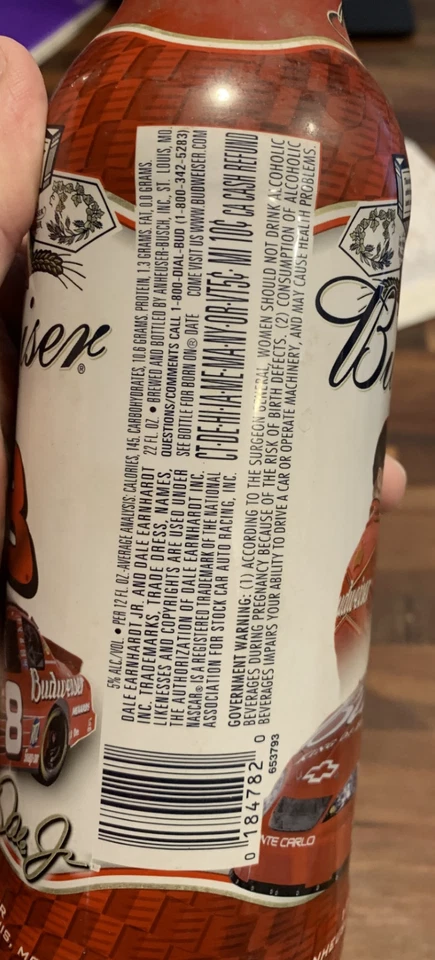 5% ALC./VOL. • PER 12 FL. OZ.-AVERAGE ANALYSIS: CALORIES, 145. CARBOHYDRATES, 10.6 GRAMS. PROTEIN, 1.3 GRAMS. FAT, 0.0 GRAMS.
DALE EARNHARDT, JR. AND DALE EARNHARDT
INC. TRADEMARKS, TRADE DRESS, NAMES,
LIKENESSES AND COPYRIGHTS ARE USED UNDER
THE AUTHORIZATION OF DALE EARNHARDT INC.
NASCAR® IS A REGISTERED TRADEMARK OF THE NATIONAL
ASSOCIATION FOR STOCK CAR AUTO RACING, INC.
22 FL. OZ. • BREWED AND BOTTLED BY ANHEUSER-BUSCH, INC., ST. LOUIS, MO.
QUESTIONS/COMMENTS CALL 1-800-DIAL-BUD (1-800-342-5283)
SEE BOTTLE FOR BORN ON® DATE COME VISIT US WWW.BUDWEISER.COM
CT·DE·HI·IA·ME·MA·NY·OR·VT 5¢ MI 10¢ CA CASH REFUND
GOVERNMENT WARNING: (1) ACCORDING TO THE SURGEON GENERAL, WOMEN SHOULD NOT DRINK ALCOHOLIC
BEVERAGES DURING PREGNANCY BECAUSE OF THE RISK OF BIRTH DEFECTS. (2) CONSUMPTION OF ALCOHOLIC
BEVERAGES IMPAIRS YOUR ABILITY TO DRIVE A CAR OR OPERATE MACHINERY, AND MAY CAUSE HEALTH PROBLEMS.
0 184782 0
653793
iser®
Bu
Budweiser
8
Dale Jr
NTE CARLO